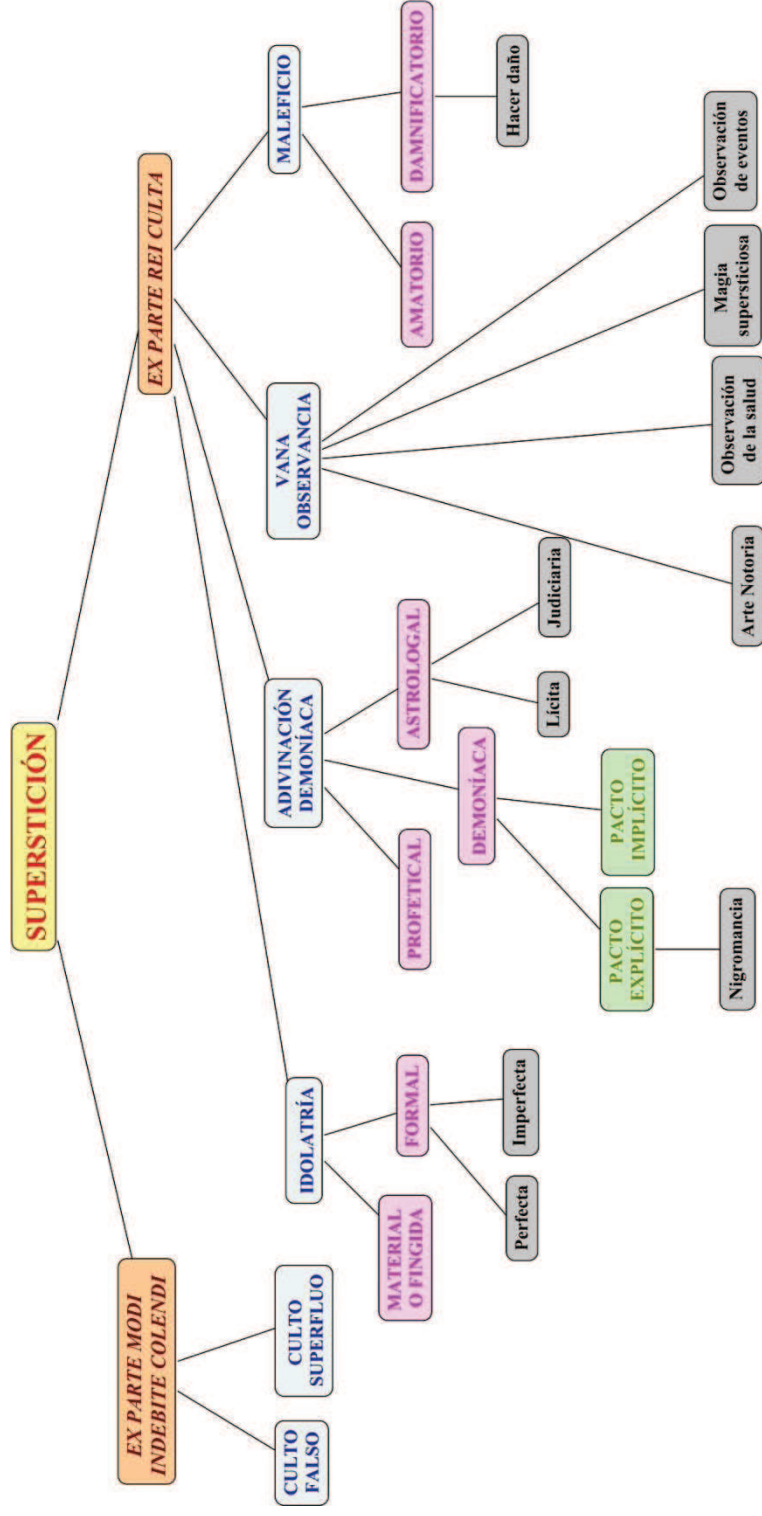 SUPERSTICIÓN
EX PARTE MODI
INDEBITE COLENDI
EX PARTE REI CULTA
CULTO
FALSO
CULTO
SUPERFLUO
IDOLATRÍA
ADIVINACIÓN
DEMONÍACA
VANA
OBSERVANCIA
MALEFICIO
MATERIAL
O FINGIDA
FORMAL
PROFETICAL
ASTROLOGAL
AMATORIO
DAMNIFICATORIO
DEMONÍACA
Perfecta
Imperfecta
Lícita
Judiciaria
Hacer daño
PACTO
EXPLÍCITO
PACTO
IMPLÍCITO
Nigromancia
Arte Notoria
Observación
de la salud
Magia
supersticiosa
Observación
de eventos